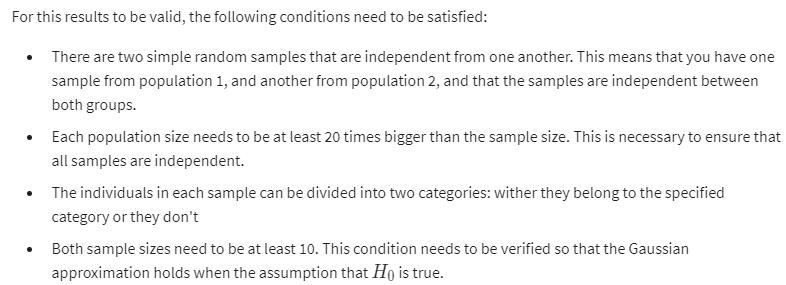 For this results to be valid, the following conditions need to be satisfied:
• There are two simple random samples that are independent from one another. This means that you have one
sample from population 1, and another from population 2, and that the samples are independent between
both groups.
• Each population size needs to be at least 20 times bigger than the sample size. This is necessary to ensure that
all samples are independent.
• The individuals in each sample can be divided into two categories: wither they belong to the specified
category or they don't
• Both sample sizes need to be at least 10. This condition needs to be verified so that the Gaussian
approximation holds when the assumption that H₀ is true.